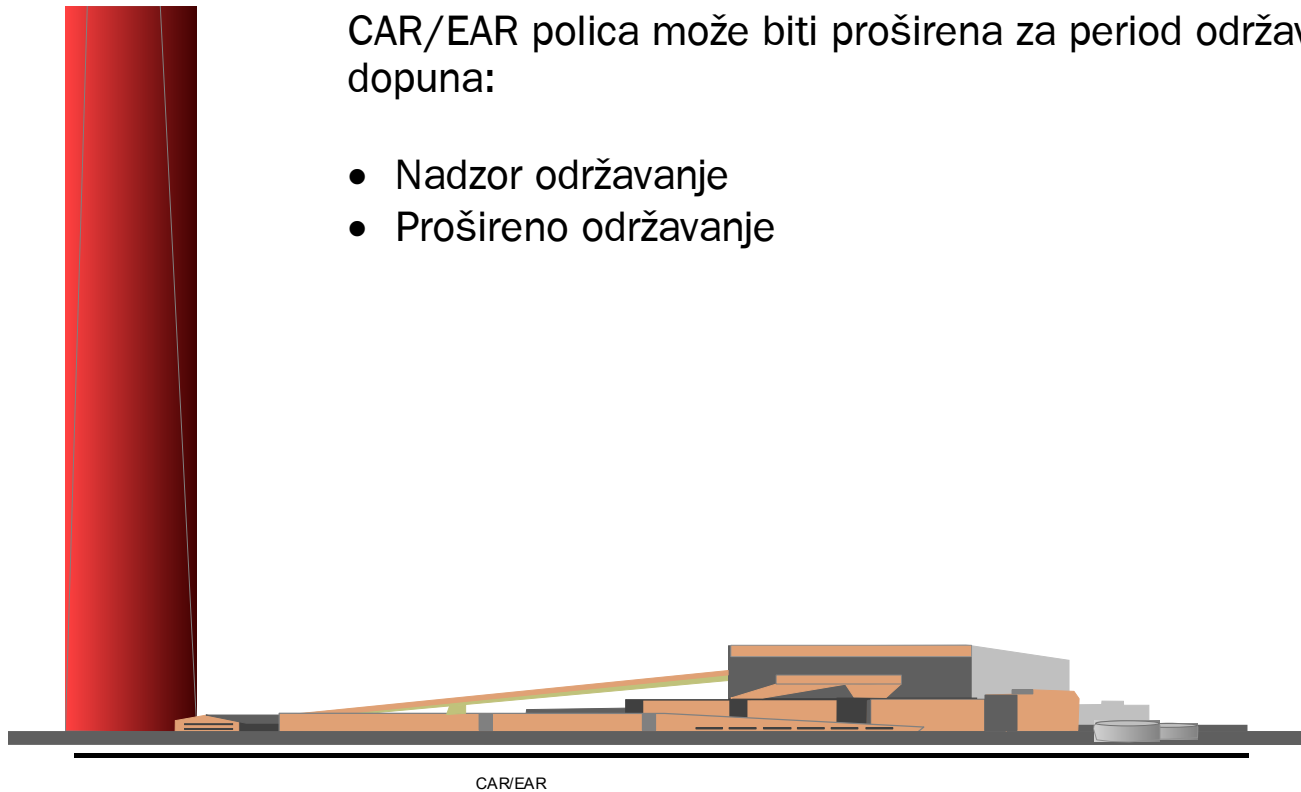 CAR/EAR polica može biti proširena za period
dopuna:
• Nadzor održavanje
• Prošireno održavanje
CAR/EAR